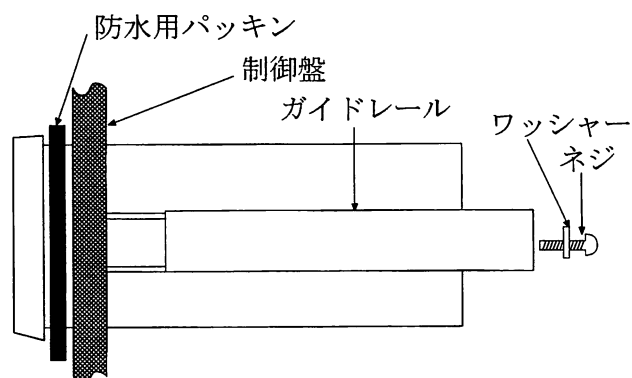 防水用パッキン
制御盤
ガイドレール
ワッシャー
ネジ